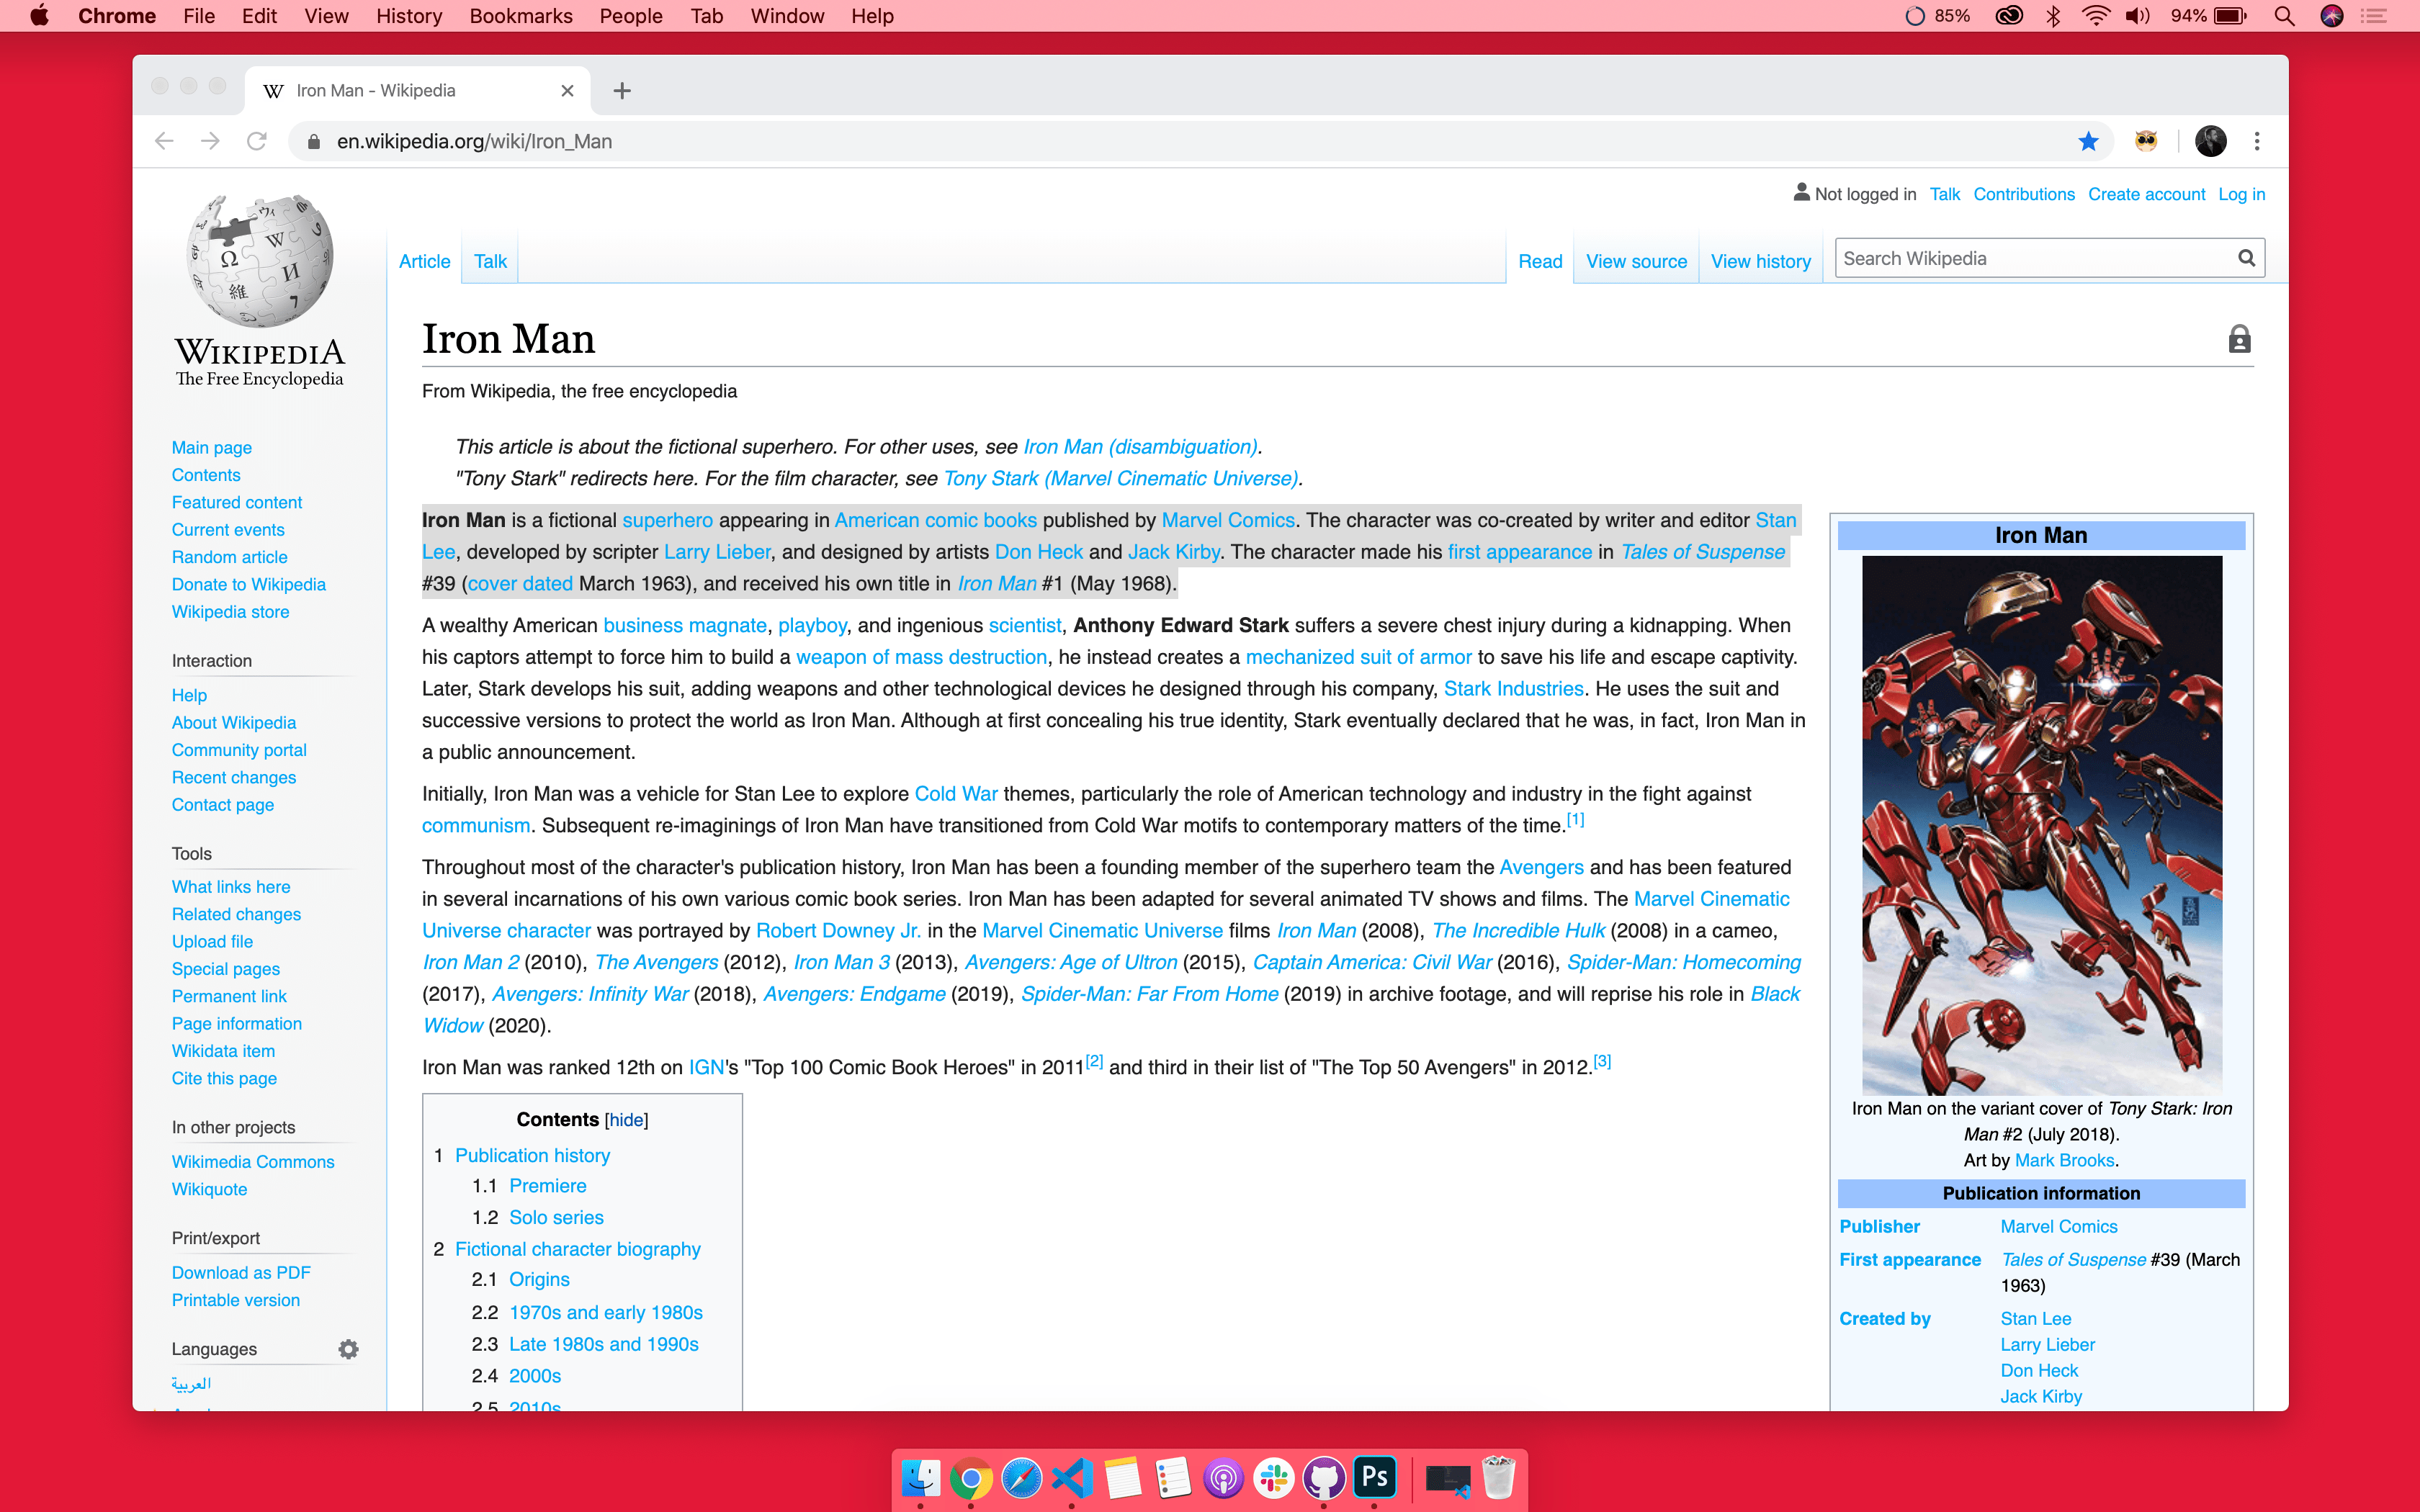 Chrome File Edit View History Bookmarks People Tab Window Help 85% 94%
Iron Man - Wikipedia
en.wikipedia.org/wiki/Iron_Man
Not logged in Talk Contributions Create account Log in
WIKIPEDIA
The Free Encyclopedia
Article Talk Read View source View history Search Wikipedia
Main page
Contents
Featured content
Current events
Random article
Donate to Wikipedia
Wikipedia store
Interaction
Help
About Wikipedia
Community portal
Recent changes
Contact page
Tools
What links here
Related changes
Upload file
Special pages
Permanent link
Page information
Wikidata item
Cite this page
In other projects
Wikimedia Commons
Wikiquote
Print/export
Download as PDF
Printable version
Languages
العربية
Iron Man
From Wikipedia, the free encyclopedia
This article is about the fictional superhero. For other uses, see Iron Man (disambiguation).
"Tony Stark" redirects here. For the film character, see Tony Stark (Marvel Cinematic Universe).
Iron Man is a fictional superhero appearing in American comic books published by Marvel Comics. The character was co-created by writer and editor Stan
Lee, developed by scripter Larry Lieber, and designed by artists Don Heck and Jack Kirby. The character made his first appearance in Tales of Suspense
#39 (cover dated March 1963), and received his own title in Iron Man #1 (May 1968).
A wealthy American business magnate, playboy, and ingenious scientist, Anthony Edward Stark suffers a severe chest injury during a kidnapping. When
his captors attempt to force him to build a weapon of mass destruction, he instead creates a mechanized suit of armor to save his life and escape captivity.
Later, Stark develops his suit, adding weapons and other technological devices he designed through his company, Stark Industries. He uses the suit and
successive versions to protect the world as Iron Man. Although at first concealing his true identity, Stark eventually declared that he was, in fact, Iron Man in
a public announcement.
Initially, Iron Man was a vehicle for Stan Lee to explore Cold War themes, particularly the role of American technology and industry in the fight against
communism. Subsequent re-imaginings of Iron Man have transitioned from Cold War motifs to contemporary matters of the time.[1]
Throughout most of the character's publication history, Iron Man has been a founding member of the superhero team the Avengers and has been featured
in several incarnations of his own various comic book series. Iron Man has been adapted for several animated TV shows and films. The Marvel Cinematic
Universe character was portrayed by Robert Downey Jr. in the Marvel Cinematic Universe films Iron Man (2008), The Incredible Hulk (2008) in a cameo,
Iron Man 2 (2010), The Avengers (2012), Iron Man 3 (2013), Avengers: Age of Ultron (2015), Captain America: Civil War (2016), Spider-Man: Homecoming
(2017), Avengers: Infinity War (2018), Avengers: Endgame (2019), Spider-Man: Far From Home (2019) in archive footage, and will reprise his role in Black
Widow (2020).
Iron Man was ranked 12th on IGN's "Top 100 Comic Book Heroes" in 2011[2] and third in their list of "The Top 50 Avengers" in 2012.[3]
Contents [hide]
1 Publication history
1.1 Premiere
1.2 Solo series
2 Fictional character biography
2.1 Origins
2.2 1970s and early 1980s
2.3 Late 1980s and 1990s
2.4 2000s
2.5 2010s
Iron Man
Iron Man on the variant cover of Tony Stark: Iron
Man #2 (July 2018).
Art by Mark Brooks.
Publication information
Publisher Marvel Comics
First appearance Tales of Suspense #39 (March
1963)
Created by Stan Lee
Larry Lieber
Don Heck
Jack Kirby
Ps